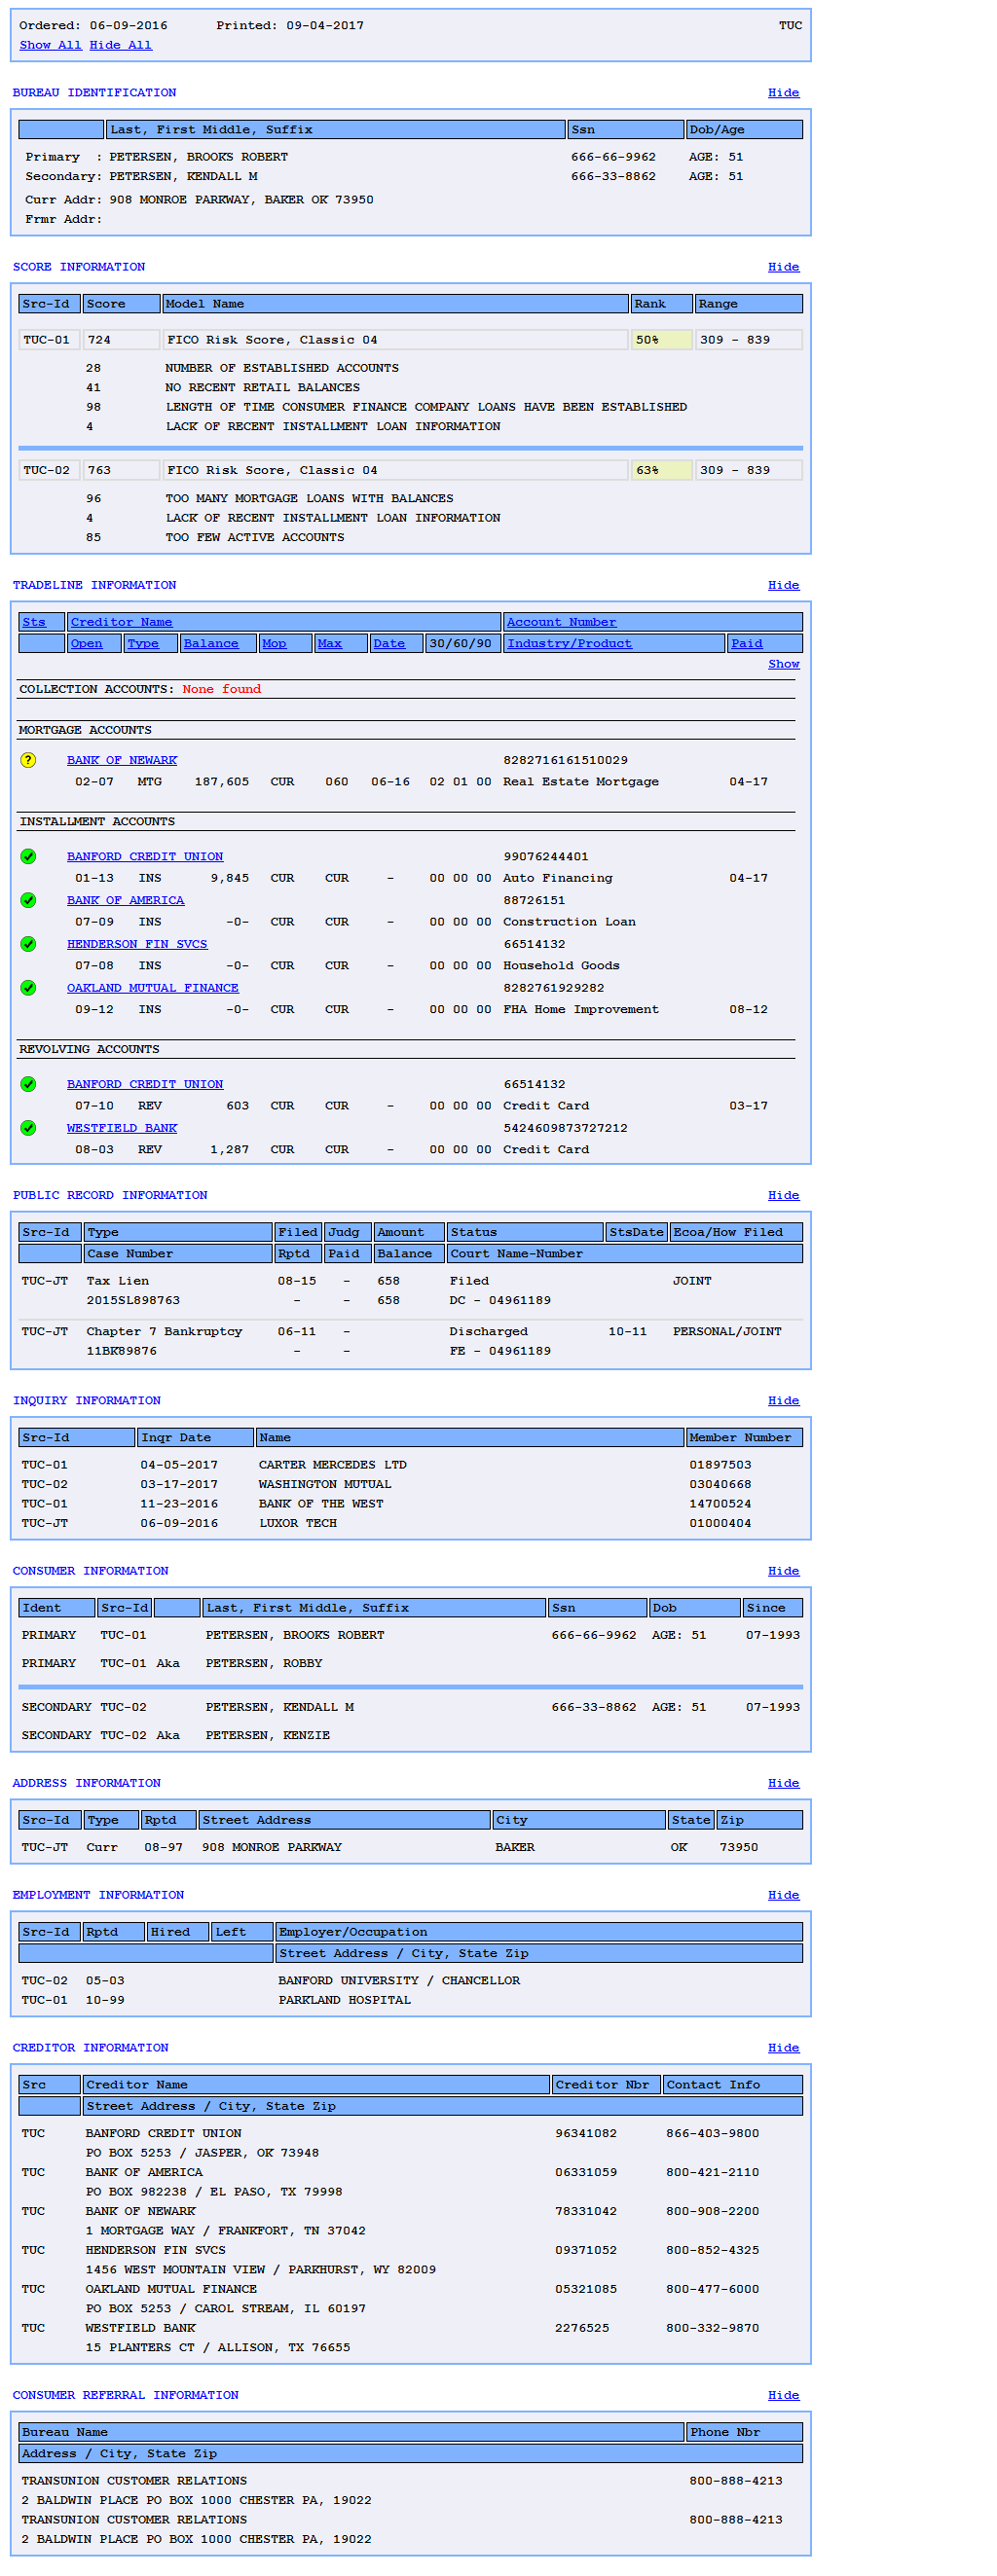 Ordered: 06-09-2016 Printed: 09-04-2017 TUC
Show All Hide All
BUREAU IDENTIFICATION Hide
Last, First Middle, Suffix Ssn Dob/Age
Primary : PETERSEN, BROOKS ROBERT 666-66-9962 AGE: 51
Secondary: PETERSEN, KENDALL M 666-33-8862 AGE: 51
Curr Addr: 908 MONROE PARKWAY, BAKER OK 73950
Frmr Addr:
SCORE INFORMATION Hide
Src-Id Score Model Name Rank Range
TUC-01 724 FICO Risk Score, Classic 04 50% 309 - 839
28 NUMBER OF ESTABLISHED ACCOUNTS
41 NO RECENT RETAIL BALANCES
98 LENGTH OF TIME CONSUMER FINANCE COMPANY LOANS HAVE BEEN ESTABLISHED
4 LACK OF RECENT INSTALLMENT LOAN INFORMATION
TUC-02 763 FICO Risk Score, Classic 04 63% 309 - 839
96 TOO MANY MORTGAGE LOANS WITH BALANCES
4 LACK OF RECENT INSTALLMENT LOAN INFORMATION
85 TOO FEW ACTIVE ACCOUNTS
TRADELINE INFORMATION Hide
Sts Creditor Name Account Number
Open Type Balance Mop Max Date 30/60/90 Industry/Product Paid
Show
COLLECTION ACCOUNTS: None found
MORTGAGE ACCOUNTS
? BANK OF NEWARK 8282716161510029
02-07 MTG 187,605 CUR 060 06-16 02 01 00 Real Estate Mortgage 04-17
INSTALLMENT ACCOUNTS
BANFORD CREDIT UNION 99076244401
01-13 INS 9,845 CUR CUR - 00 00 00 Auto Financing 04-17
BANK OF AMERICA 88726151
07-09 INS -0- CUR CUR - 00 00 00 Construction Loan
HENDERSON FIN SVCS 66514132
07-08 INS -0- CUR CUR - 00 00 00 Household Goods
OAKLAND MUTUAL FINANCE 8282761929282
09-12 INS -0- CUR CUR - 00 00 00 FHA Home Improvement 08-12
REVOLVING ACCOUNTS
BANFORD CREDIT UNION 66514132
07-10 REV 603 CUR CUR - 00 00 00 Credit Card 03-17
WESTFIELD BANK 5424609873727212
08-03 REV 1,287 CUR CUR - 00 00 00 Credit Card
PUBLIC RECORD INFORMATION Hide
Src-Id Type Filed Judg Amount Status StsDate Ecoa/How Filed
Case Number Rptd Paid Balance Court Name-Number
TUC-JT Tax Lien 08-15 - 658 Filed JOINT
2015SL898763 - - 658 DC - 04961189
TUC-JT Chapter 7 Bankruptcy 06-11 - Discharged 10-11 PERSONAL/JOINT
11BK89876 - - FE - 04961189
INQUIRY INFORMATION Hide
Src-Id Inqr Date Name Member Number
TUC-01 04-05-2017 CARTER MERCEDES LTD 01897503
TUC-02 03-17-2017 WASHINGTON MUTUAL 03040668
TUC-01 11-23-2016 BANK OF THE WEST 14700524
TUC-JT 06-09-2016 LUXOR TECH 01000404
CONSUMER INFORMATION Hide
Ident Src-Id Last, First Middle, Suffix Ssn Dob Since
PRIMARY TUC-01 PETERSEN, BROOKS ROBERT 666-66-9962 AGE: 51 07-1993
PRIMARY TUC-01 Aka PETERSEN, ROBBY
SECONDARY TUC-02 PETERSEN, KENDALL M 666-33-8862 AGE: 51 07-1993
SECONDARY TUC-02 Aka PETERSEN, KENZIE
ADDRESS INFORMATION Hide
Src-Id Type Rptd Street Address City State Zip
TUC-JT Curr 08-97 908 MONROE PARKWAY BAKER OK 73950
EMPLOYMENT INFORMATION Hide
Src-Id Rptd Hired Left Employer/Occupation
Street Address / City, State Zip
TUC-02 05-03 BANFORD UNIVERSITY / CHANCELLOR
TUC-01 10-99 PARKLAND HOSPITAL
CREDITOR INFORMATION Hide
Src Creditor Name Creditor Nbr Contact Info
Street Address / City, State Zip
TUC BANFORD CREDIT UNION 96341082 866-403-9800
PO BOX 5253 / JASPER, OK 73948
TUC BANK OF AMERICA 06331059 800-421-2110
PO BOX 982238 / EL PASO, TX 79998
TUC BANK OF NEWARK 78331042 800-908-2200
1 MORTGAGE WAY / FRANKFORT, TN 37042
TUC HENDERSON FIN SVCS 09371052 800-852-4325
1456 WEST MOUNTAIN VIEW / PARKHURST, WY 82009
TUC OAKLAND MUTUAL FINANCE 05321085 800-477-6000
PO BOX 5253 / CAROL STREAM, IL 60197
TUC WESTFIELD BANK 2276525 800-332-9870
15 PLANTERS CT / ALLISON, TX 76655
CONSUMER REFERRAL INFORMATION Hide
Bureau Name Phone Nbr
Address / City, State Zip
TRANSUNION CUSTOMER RELATIONS 800-888-4213
2 BALDWIN PLACE PO BOX 1000 CHESTER PA, 19022
TRANSUNION CUSTOMER RELATIONS 800-888-4213
2 BALDWIN PLACE PO BOX 1000 CHESTER PA, 19022